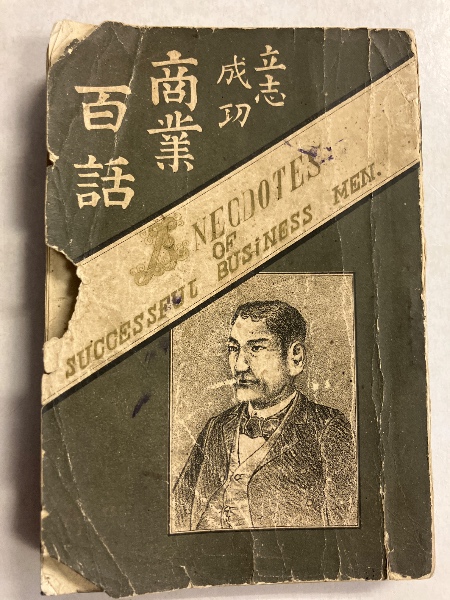 立志
成功
商業
百話
ANECDOTES
OF
SUCCESSFUL BUSINESS MEN.